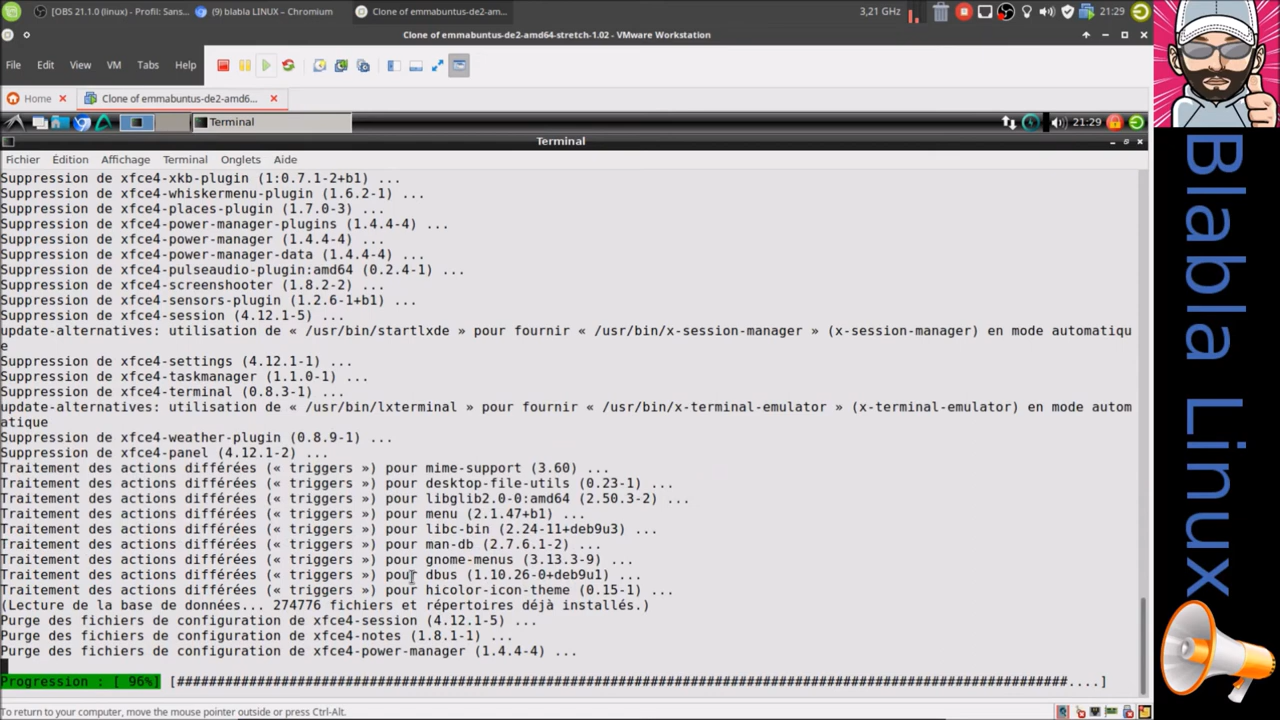 [OBS 21.1.0 (linux) - Profil: Sans...
(9) blabla LINUX – Chromium
Clone of emmabuntus-de2-am...
3,21 GHz
21:29
Clone of emmabuntus-de2-amd64-stretch-1.02 - VMware Workstation
File Edit View VM Tabs Help
Home
Clone of emmabuntus-de2-amd6...
Terminal
21:29
Terminal
Fichier Édition Affichage Terminal Onglets Aide
Suppression de xfce4-xkb-plugin (1:0.7.1-2+b1) ...
Suppression de xfce4-whiskermenu-plugin (1.6.2-1) ...
Suppression de xfce4-places-plugin (1.7.0-3) ...
Suppression de xfce4-power-manager-plugins (1.4.4-4) ...
Suppression de xfce4-power-manager (1.4.4-4) ...
Suppression de xfce4-power-manager-data (1.4.4-4) ...
Suppression de xfce4-pulseaudio-plugin:amd64 (0.2.4-1) ...
Suppression de xfce4-screenshooter (1.8.2-2) ...
Suppression de xfce4-sensors-plugin (1.2.6-1+b1) ...
Suppression de xfce4-session (4.12.1-5) ...
update-alternatives: utilisation de « /usr/bin/startlxde » pour fournir « /usr/bin/x-session-manager » (x-session-manager) en mode automatiqu
e
Suppression de xfce4-settings (4.12.1-1) ...
Suppression de xfce4-taskmanager (1.1.0-1) ...
Suppression de xfce4-terminal (0.8.3-1) ...
update-alternatives: utilisation de « /usr/bin/lxterminal » pour fournir « /usr/bin/x-terminal-emulator » (x-terminal-emulator) en mode autom
atique
Suppression de xfce4-weather-plugin (0.8.9-1) ...
Suppression de xfce4-panel (4.12.1-2) ...
Traitement des actions différées (« triggers ») pour mime-support (3.60) ...
Traitement des actions différées (« triggers ») pour desktop-file-utils (0.23-1) ...
Traitement des actions différées (« triggers ») pour libglib2.0-0:amd64 (2.50.3-2) ...
Traitement des actions différées (« triggers ») pour menu (2.1.47+b1) ...
Traitement des actions différées (« triggers ») pour libc-bin (2.24-11+deb9u3) ...
Traitement des actions différées (« triggers ») pour man-db (2.7.6.1-2) ...
Traitement des actions différées (« triggers ») pour gnome-menus (3.13.3-9) ...
Traitement des actions différées (« triggers ») pour dbus (1.10.26-0+deb9u1) ...
Traitement des actions différées (« triggers ») pour hicolor-icon-theme (0.15-1) ...
(Lecture de la base de données... 274776 fichiers et répertoires déjà installés.)
Purge des fichiers de configuration de xfce4-session (4.12.1-5) ...
Purge des fichiers de configuration de xfce4-notes (1.8.1-1) ...
Purge des fichiers de configuration de xfce4-power-manager (1.4.4-4) ...
Progression : [ 96%] [###############################################################################################################....]
To return to your computer, move the mouse pointer outside or press Ctrl-Alt.
Blabla Linux